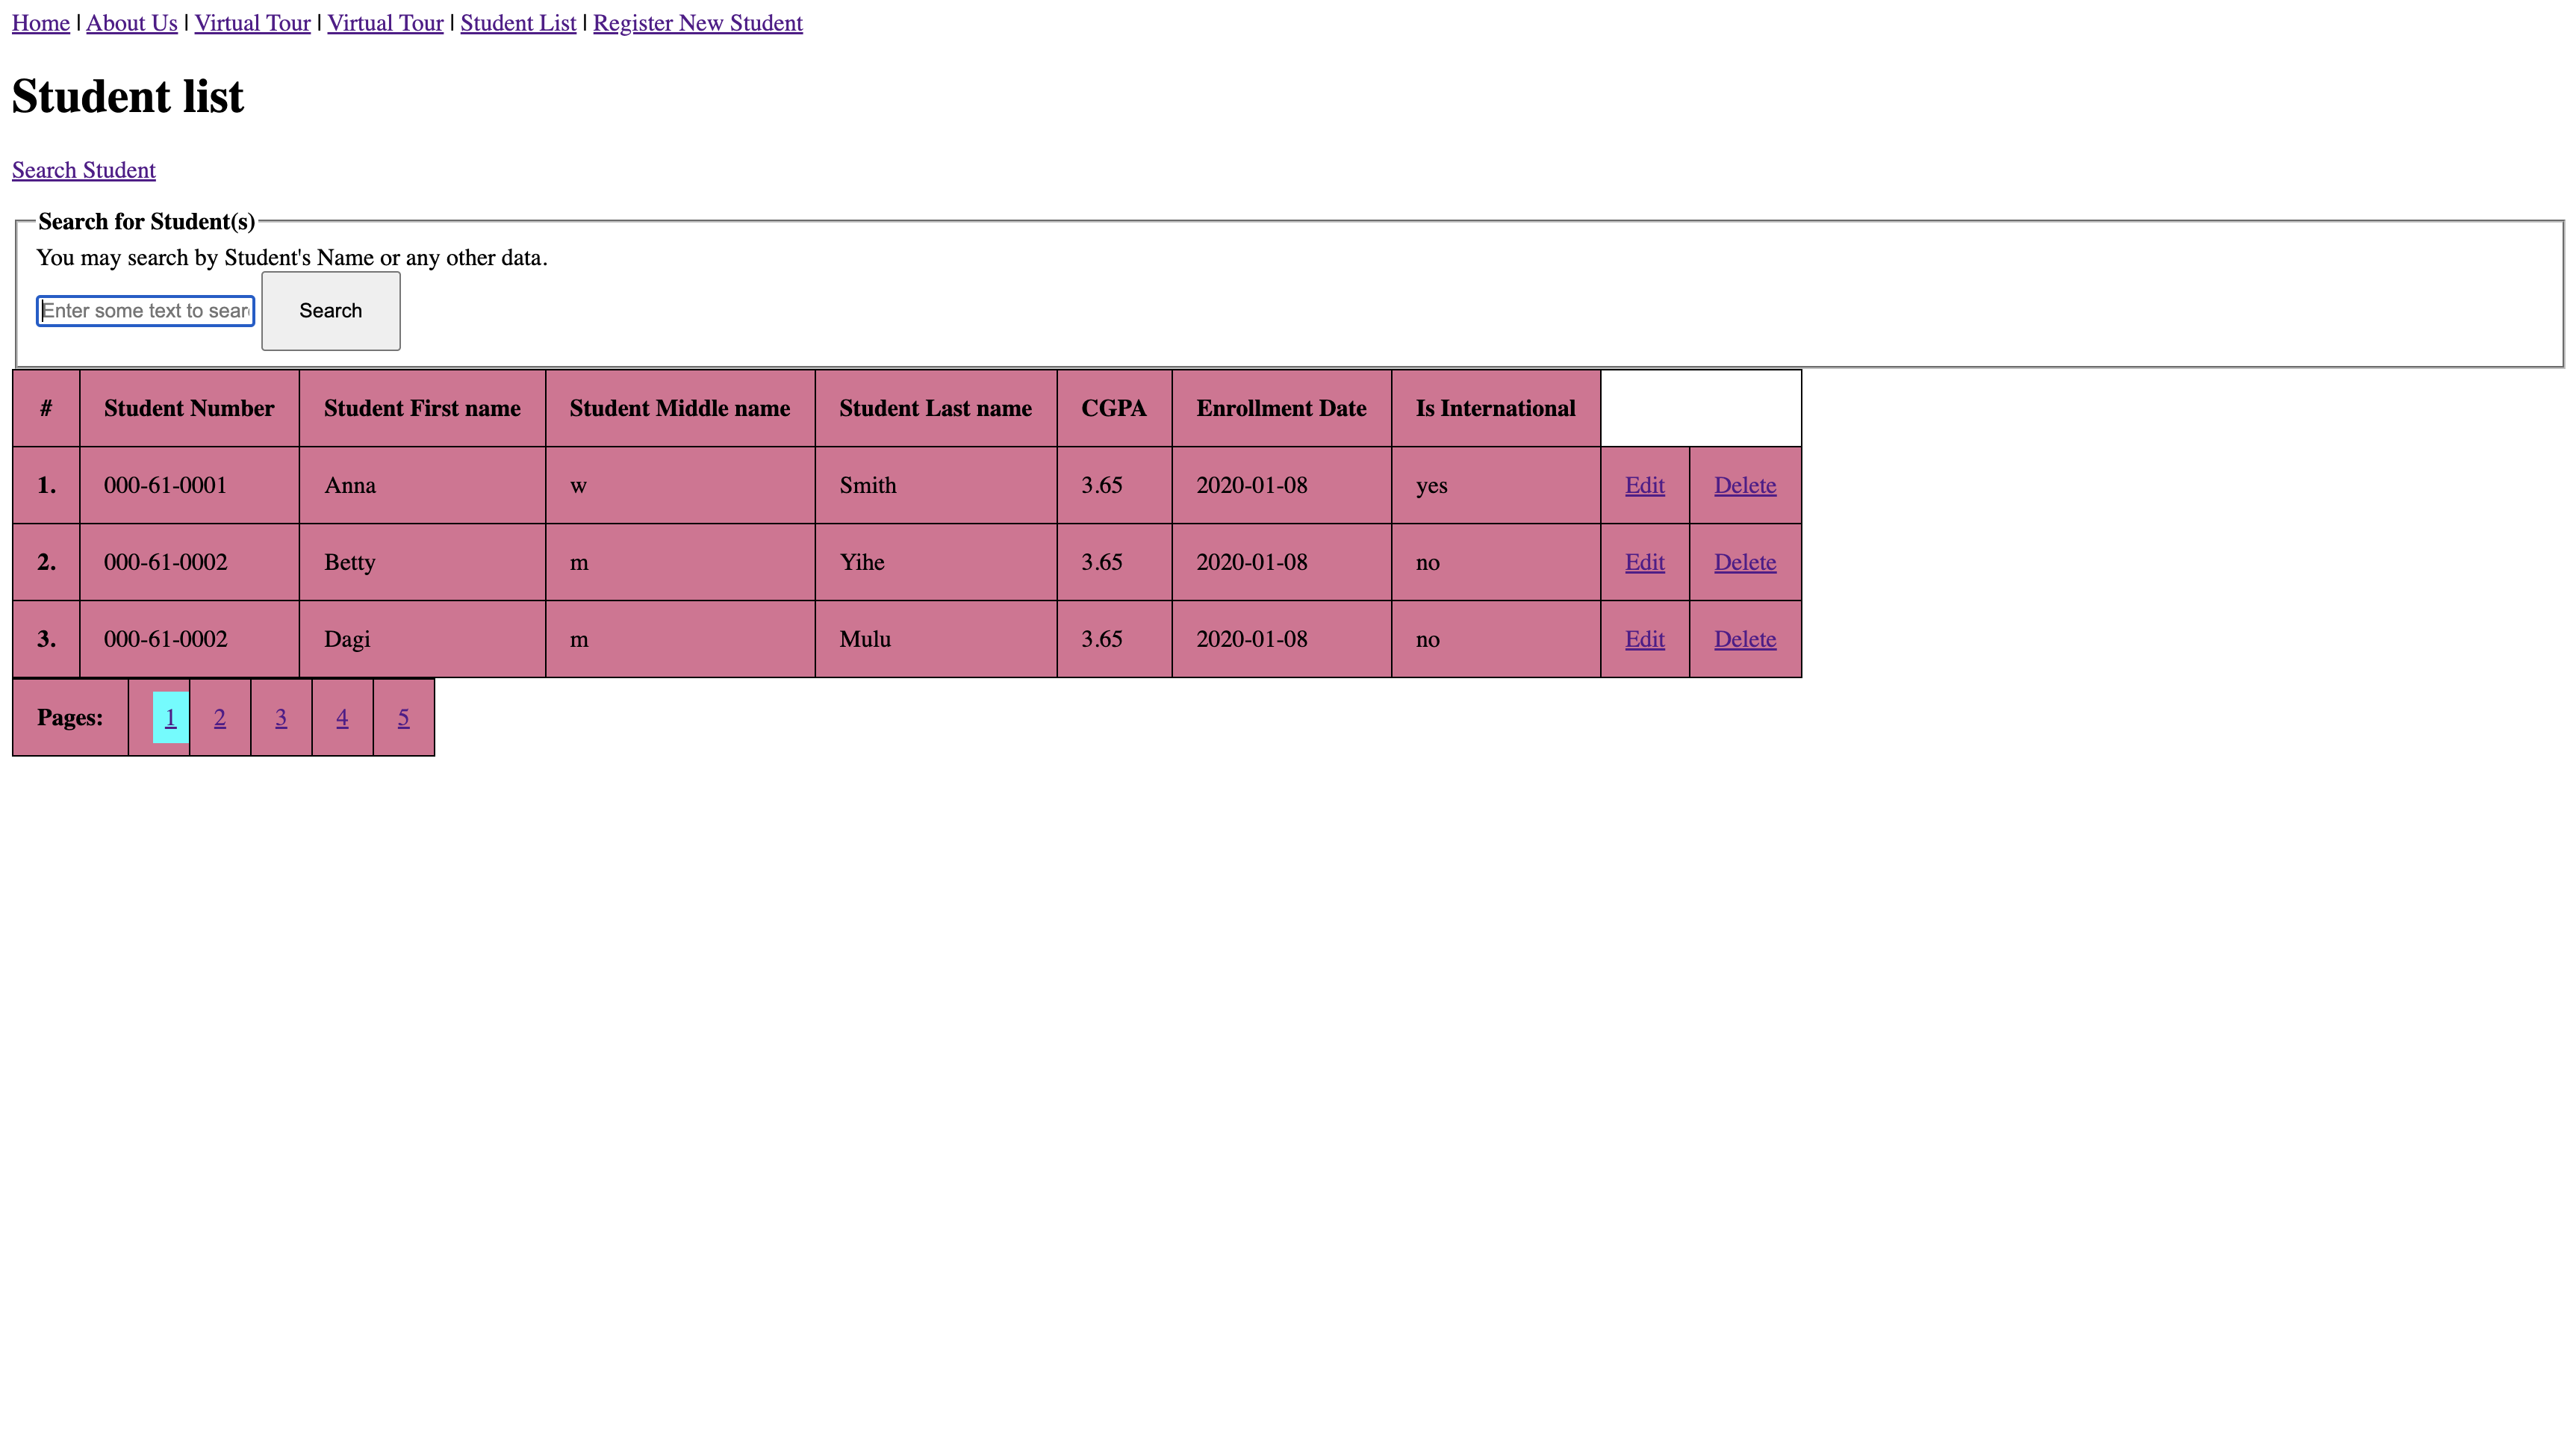 Home | About Us | Virtual Tour | Virtual Tour | Student List | Register New Student
Student list
Search Student
Search for Student(s)
You may search by Student's Name or any other data.
Enter some text to sear Search
# Student Number Student First name Student Middle name Student Last name CGPA Enrollment Date Is International
1. 000-61-0001 Anna w Smith 3.65 2020-01-08 yes Edit Delete
2. 000-61-0002 Betty m Yihe 3.65 2020-01-08 no Edit Delete
3. 000-61-0002 Dagi m Mulu 3.65 2020-01-08 no Edit Delete
Pages: 1 2 3 4 5